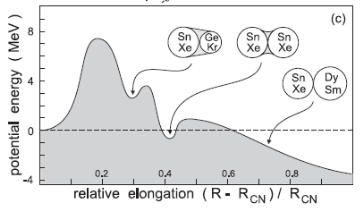 (c)
8
4
0
-4
potential energy ( MeV )
Sn Ge
Xe Kr
Sn Sn
Xe Xe
Sn Dy
Xe Sm
0.2 0.4 0.6 0.8
relative elongation ( R - R_CN ) / R_CN